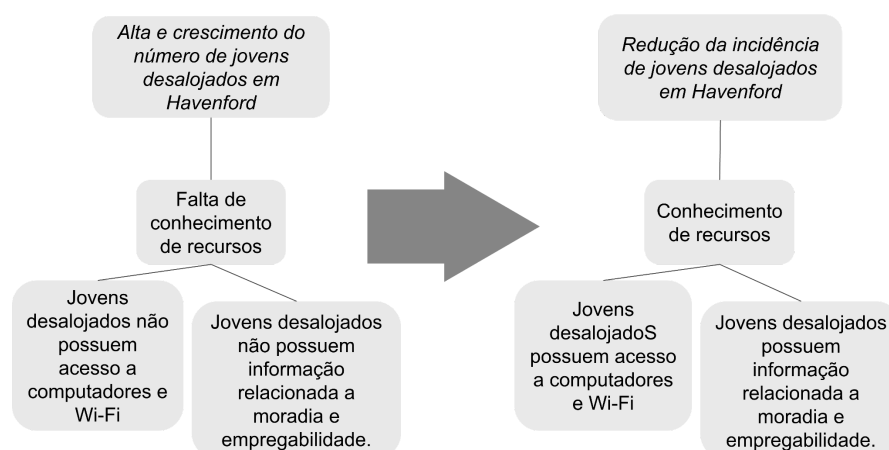 Alta e crescimento do
número de jovens
desalojados em
Havenford
Falta de
conhecimento
de recursos
Jovens
desalojados não
possuem
acesso a
computadores e
Wi-Fi
Jovens desalojados
não possuem
informação
relacionada a
moradia e
empregabilidade.
Redução da incidência
de jovens desalojados
em Havenford
Conhecimento
de recursos
Jovens
desalojadoS
possuem acesso
a computadores
e Wi-Fi
Jovens desalojados
possuem
informação
relacionada a
moradia e
empregabilidade.